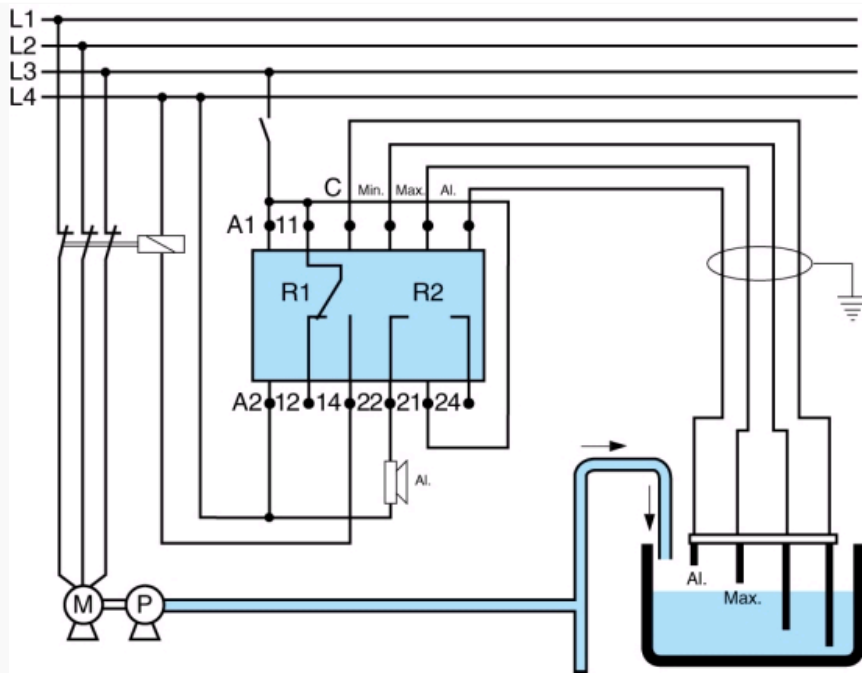 L1
L2
L3
L4
C Min. Max. Al.
A1 11
R1 R2
A2 12 14 22 21 24
Al.
Al.
Max.
M P